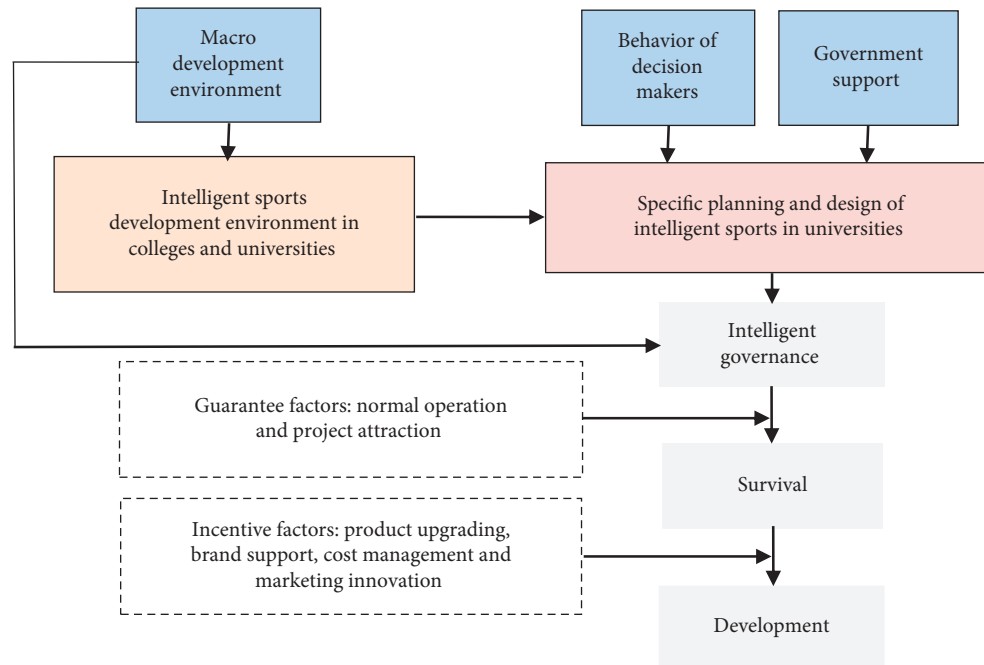 Macro
development
environment
Behavior of
decision
makers
Government
support
Intelligent sports
development environment in
colleges and universities
Specific planning and design of
intelligent sports in universities
Intelligent
governance
Guarantee factors: normal operation
and project attraction
Survival
Incentive factors: product upgrading,
brand support, cost management and
marketing innovation
Development